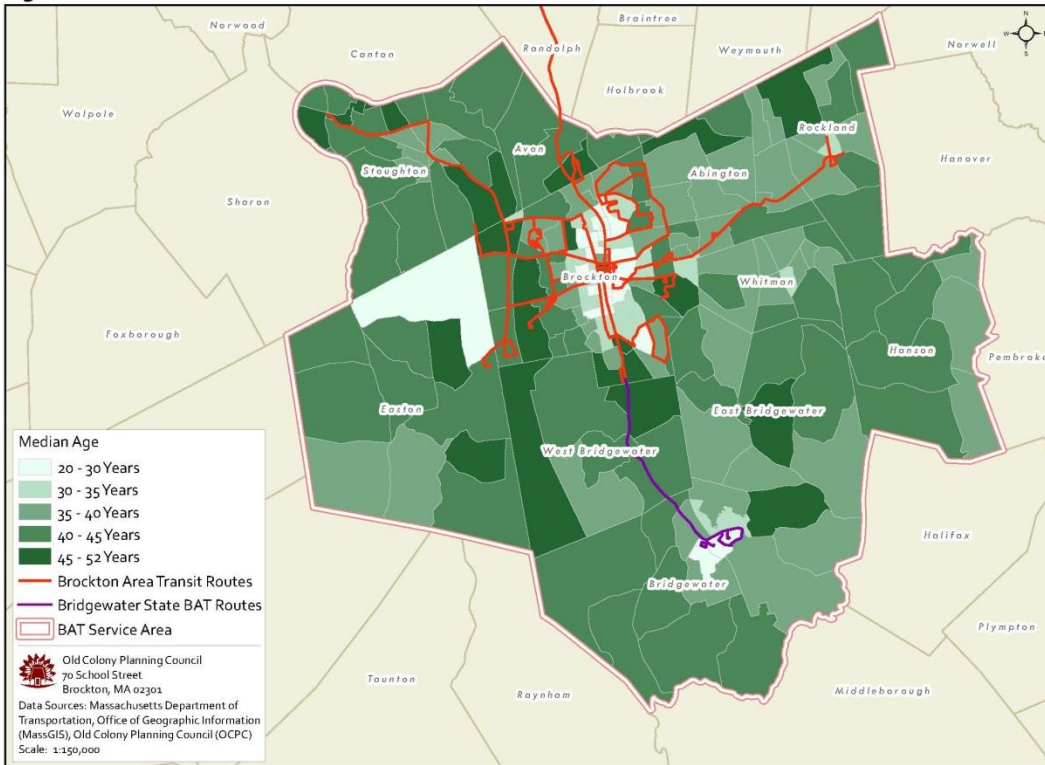 Norwood
Canton
Randolph
Braintree
Weymouth
Norwell
N
W
S
Holbrook
Walpole
Rockland
Hanover
Avon
Abington
Stoughton
Sharon
Brockton
Whitman
Foxborough
Hanson
Pembroke
Easton
East Bridgewater
West Bridgewater
Halifax
Bridgewater
Plympton
Taunton
Raynham
Middleborough
Median Age
20 - 30 Years
30 - 35 Years
35 - 40 Years
40 - 45 Years
45 - 52 Years
Brockton Area Transit Routes
Bridgewater State BAT Routes
BAT Service Area
Old Colony Planning Council
70 School Street
Brockton, MA 02301
Data Sources: Massachusetts Department of
Transportation, Office of Geographic Information
(MassGIS), Old Colony Planning Council (OCPC)
Scale: 1:150,000